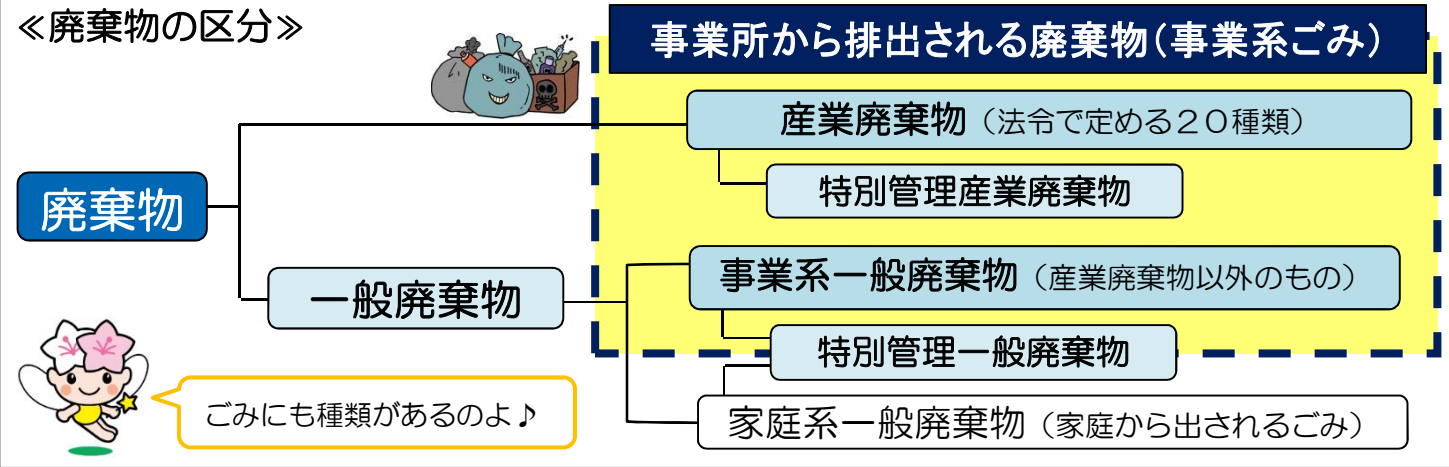 ≪廃棄物の区分≫
事業所から排出される廃棄物（事業系ごみ）
産業廃棄物（法令で定める２０種類）
特別管理産業廃棄物
廃棄物
事業系一般廃棄物（産業廃棄物以外のもの）
一般廃棄物
特別管理一般廃棄物
ごみにも種類があるのよ♪
家庭系一般廃棄物（家庭から出されるごみ）